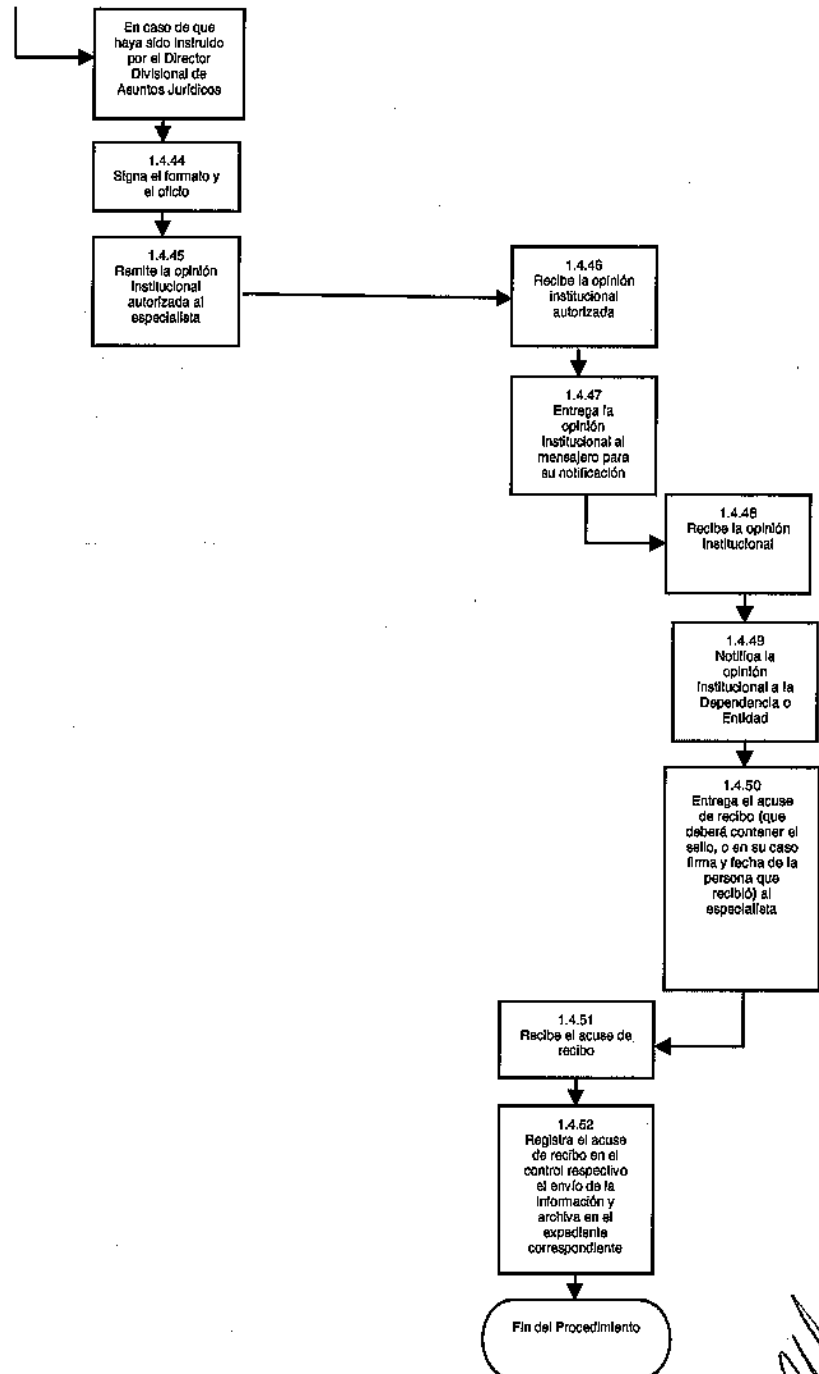 En caso de que
haya sido instruido
por el Director
Divisional de
Asuntos Jurídicos
1.4.44
Signa el formato y
el oficio
1.4.45
Remite la opinión
institucional
autorizada al
especialista
1.4.46
Recibe la opinión
institucional
autorizada
1.4.47
Entrega la
opinión
institucional al
mensajero para
su notificación
1.4.48
Recibe la opinión
institucional
1.4.49
Notifica la
opinión
institucional a la
Dependencia o
Entidad
1.4.50
Entrega el acuse
de recibo (que
deberá contener el
sello, o en su caso
firma y fecha de la
persona que
recibió) al
especialista
1.4.51
Recibe el acuse de
recibo
1.4.52
Registra el acuse
de recibo en el
control respectivo
el envío de la
información y
archiva en el
expediente
correspondiente
Fin del Procedimiento